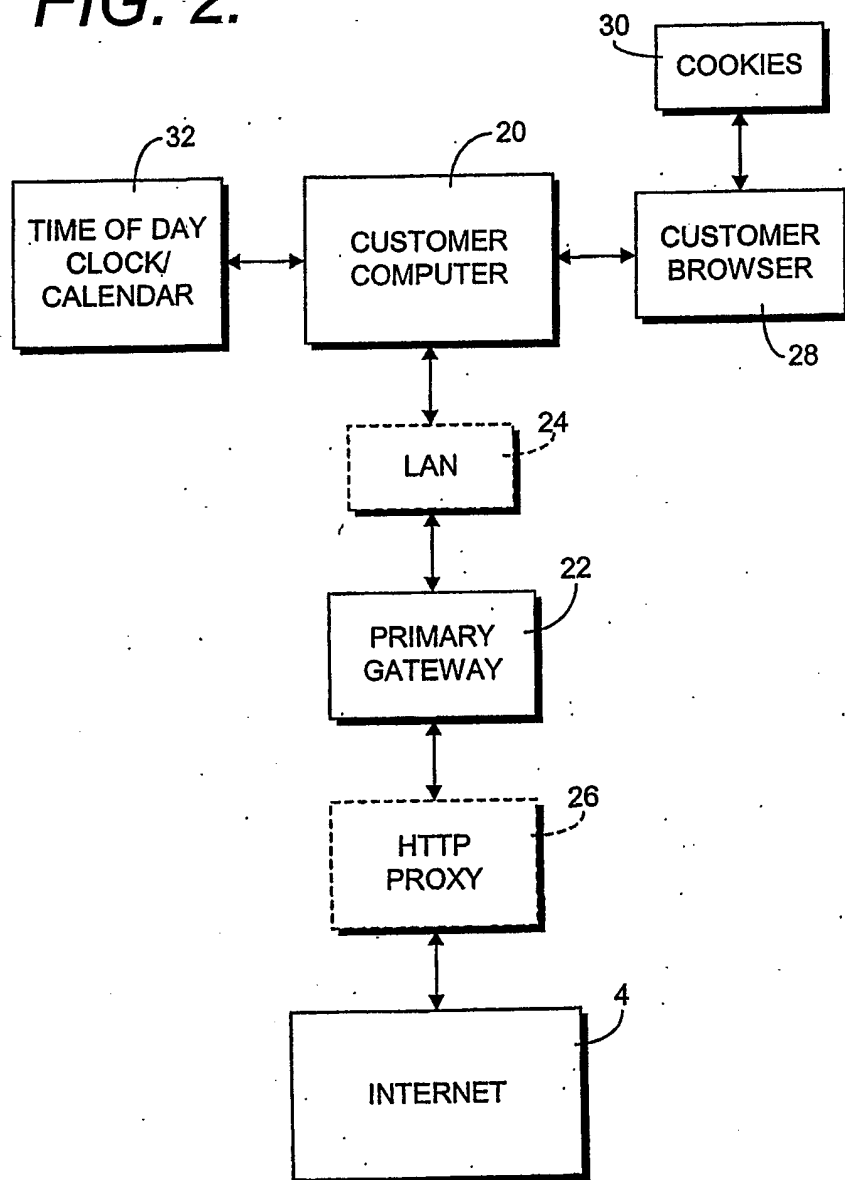 FIG. 2.
30
COOKIES
32
20
TIME OF DAY
CLOCK/
CALENDAR
CUSTOMER
COMPUTER
CUSTOMER
BROWSER
28
24
LAN
22
PRIMARY
GATEWAY
26
HTTP
PROXY
4
INTERNET